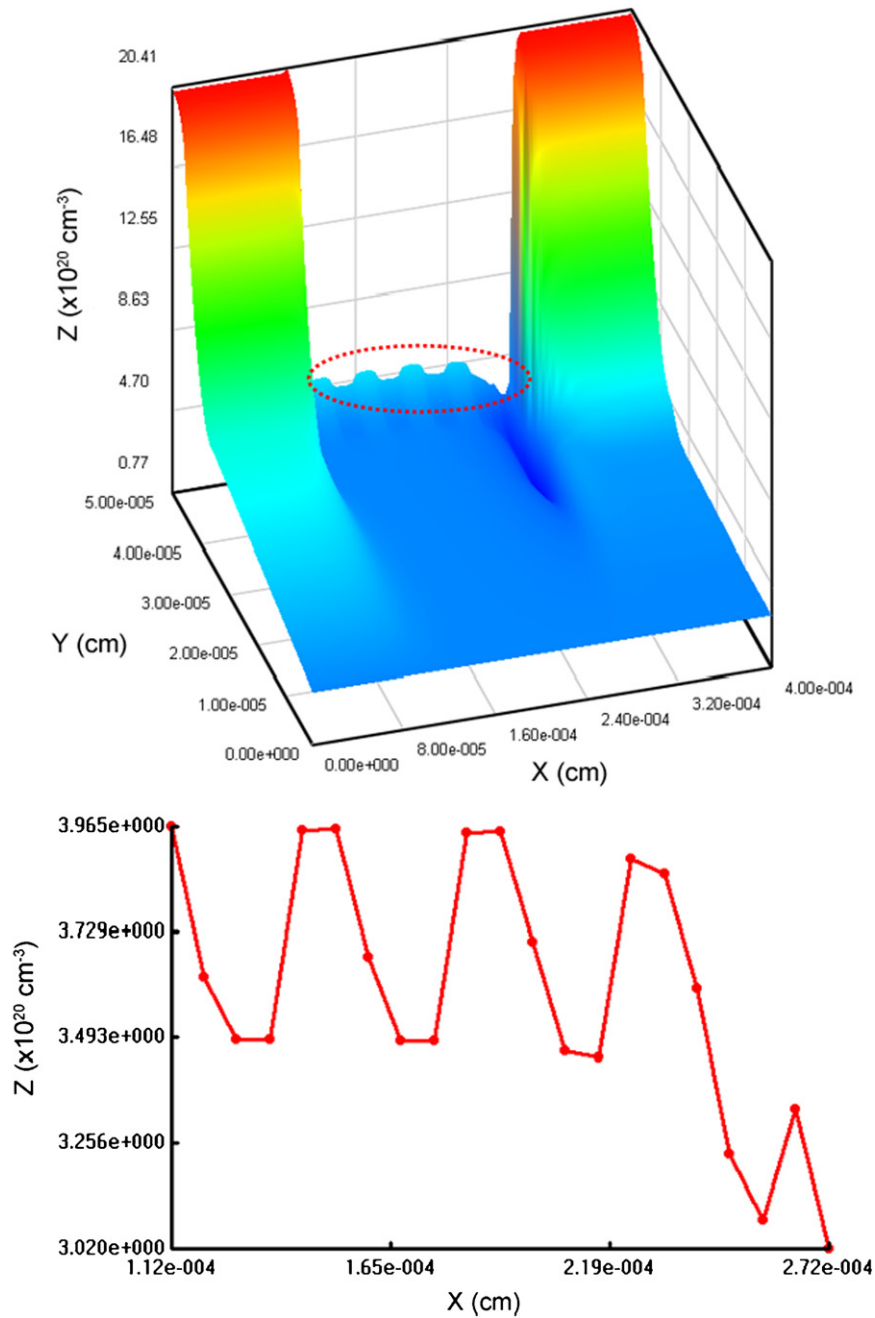 20.41
16.48
12.55
8.63
4.70
0.77
Z (x10²⁰ cm⁻³)
5.00e-005
4.00e-005
3.00e-005
2.00e-005
1.00e-005
0.00e+000
Y (cm)
0.00e+000
8.00e-005
1.60e-004
2.40e-004
3.20e-004
4.00e-004
X (cm)
3.965e+000
3.729e+000
3.493e+000
3.256e+000
3.020e+000
Z (x10²⁰ cm⁻³)
1.12e-004
1.65e-004
2.19e-004
2.72e-004
X (cm)